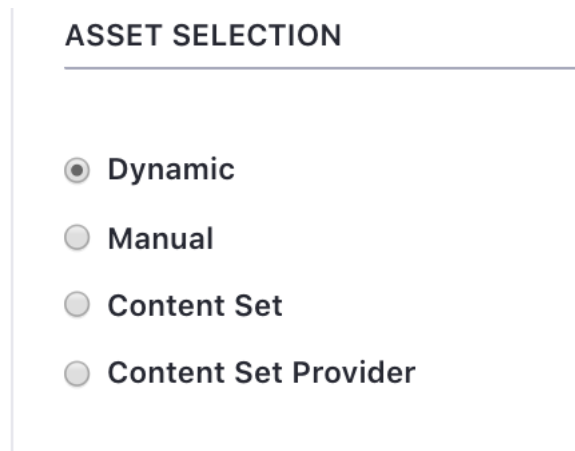 ASSET SELECTION
Dynamic
Manual
Content Set
Content Set Provider